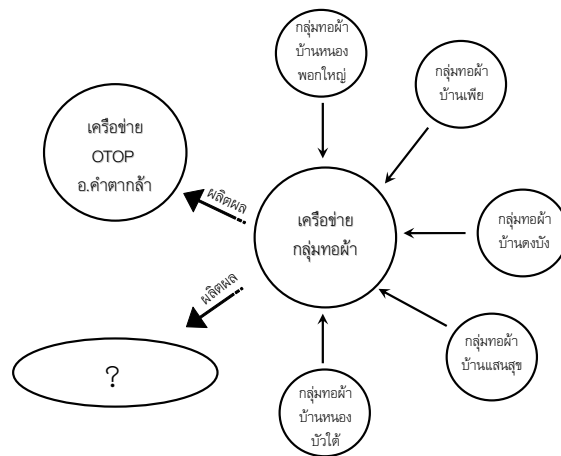 กลุ่มทอผ้า
บ้านหนอง
พอกใหญ่
กลุ่มทอผ้า
บ้านเพีย
เครือข่าย
OTOP
อ.คำตากล้า
ผลิตผล
เครือข่าย
กลุ่มทอผ้า
กลุ่มทอผ้า
บ้านดงบัง
ผลิตผล
กลุ่มทอผ้า
บ้านแสนสุข
?
กลุ่มทอผ้า
บ้านหนอง
บัวใต้